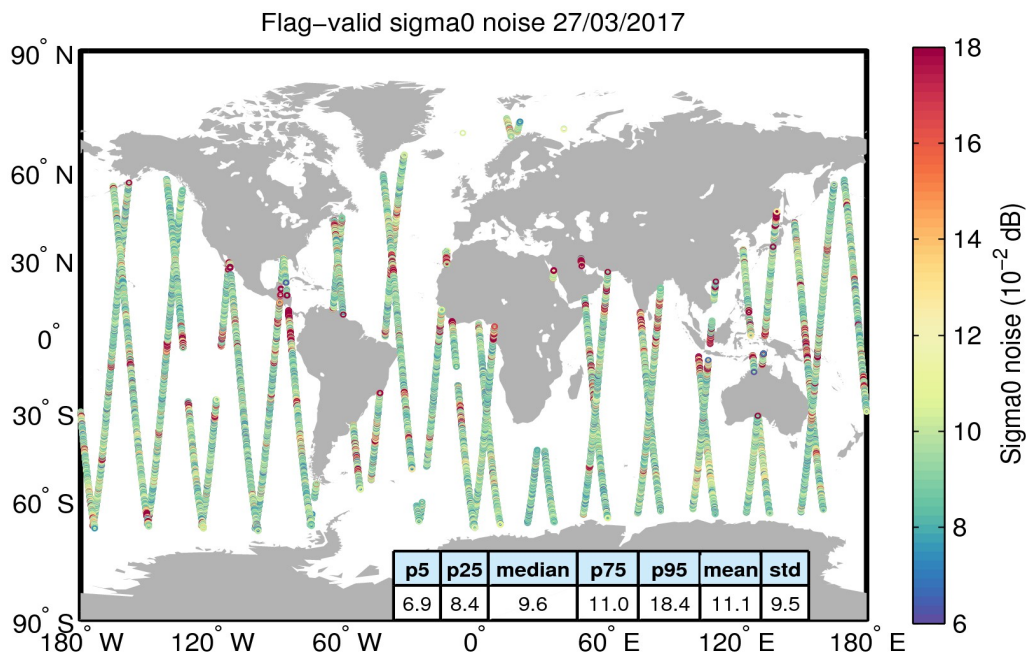 Flag−valid sigma0 noise 27/03/2017
90° N
60° N
30° N
0°
30° S
60° S
90° S
180° W 120° W 60° W 0° 60° E 120° E 180° E
p5 p25 median p75 p95 mean std
6.9 8.4 9.6 11.0 18.4 11.1 9.5
18
16
14
12
10
8
6
Sigma0 noise (10⁻² dB)